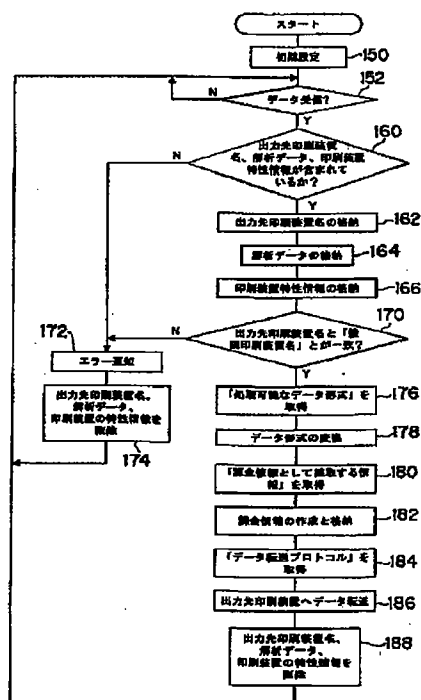 スタート
初期設定
150
152
データ受信?
N
Y
160
出力先印刷装置
名、解析データ、印刷装置
特性情報が含まれて
いるか?
N
Y
出力先印刷装置名の格納
162
解析データの格納
164
印刷装置特性情報の格納
166
170
出力先印刷装置名と「被
印刷装置名」とが一致?
N
Y
172
エラー通知
出力先印刷装置名、
解析データ、
印刷装置の特性情報を
削除
174
「処理可能なデータ形式」を
取得
176
データ形式の変換
178
「課金情報として採取する情
報」を取得
180
課金情報の作成と格納
182
「データ転送プロトコル」を
取得
184
出力先印刷装置へデータ転送
186
出力先印刷装置名、
解析データ、
印刷装置の特性情報を
削除
188